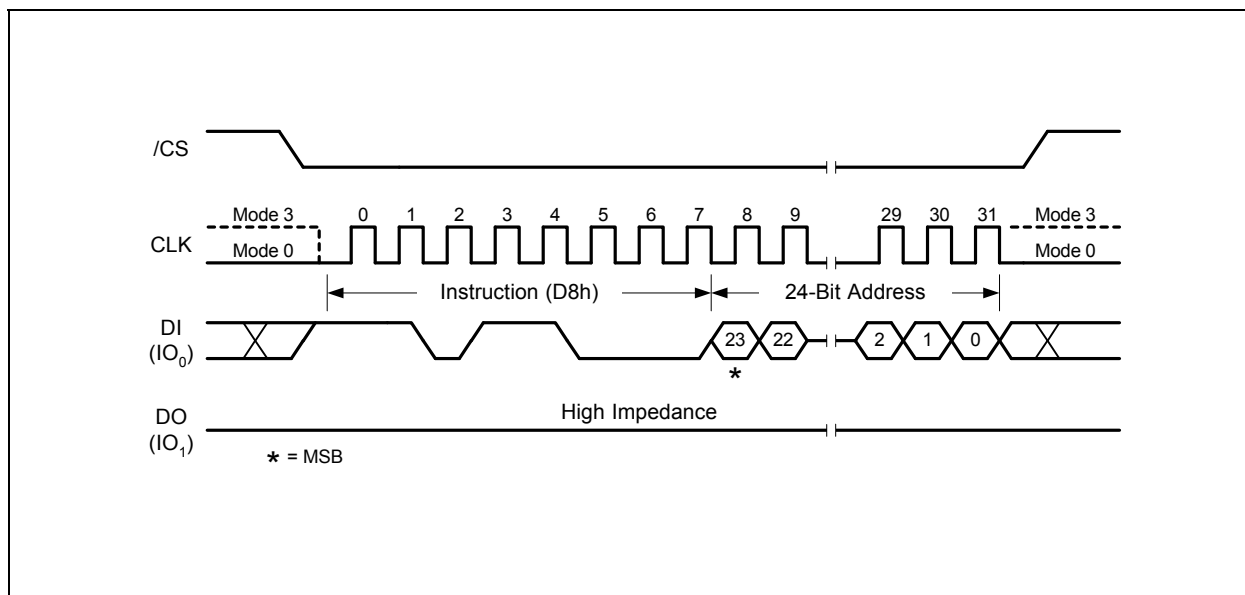 /CS
Mode 3 0 1 2 3 4 5 6 7 8 9 29 30 31 Mode 3
CLK Mode 0 Mode 0
Instruction (D8h) 24-Bit Address
DI
(IO₀) 23 22 2 1 0
*
High Impedance
DO
(IO₁)
* = MSB